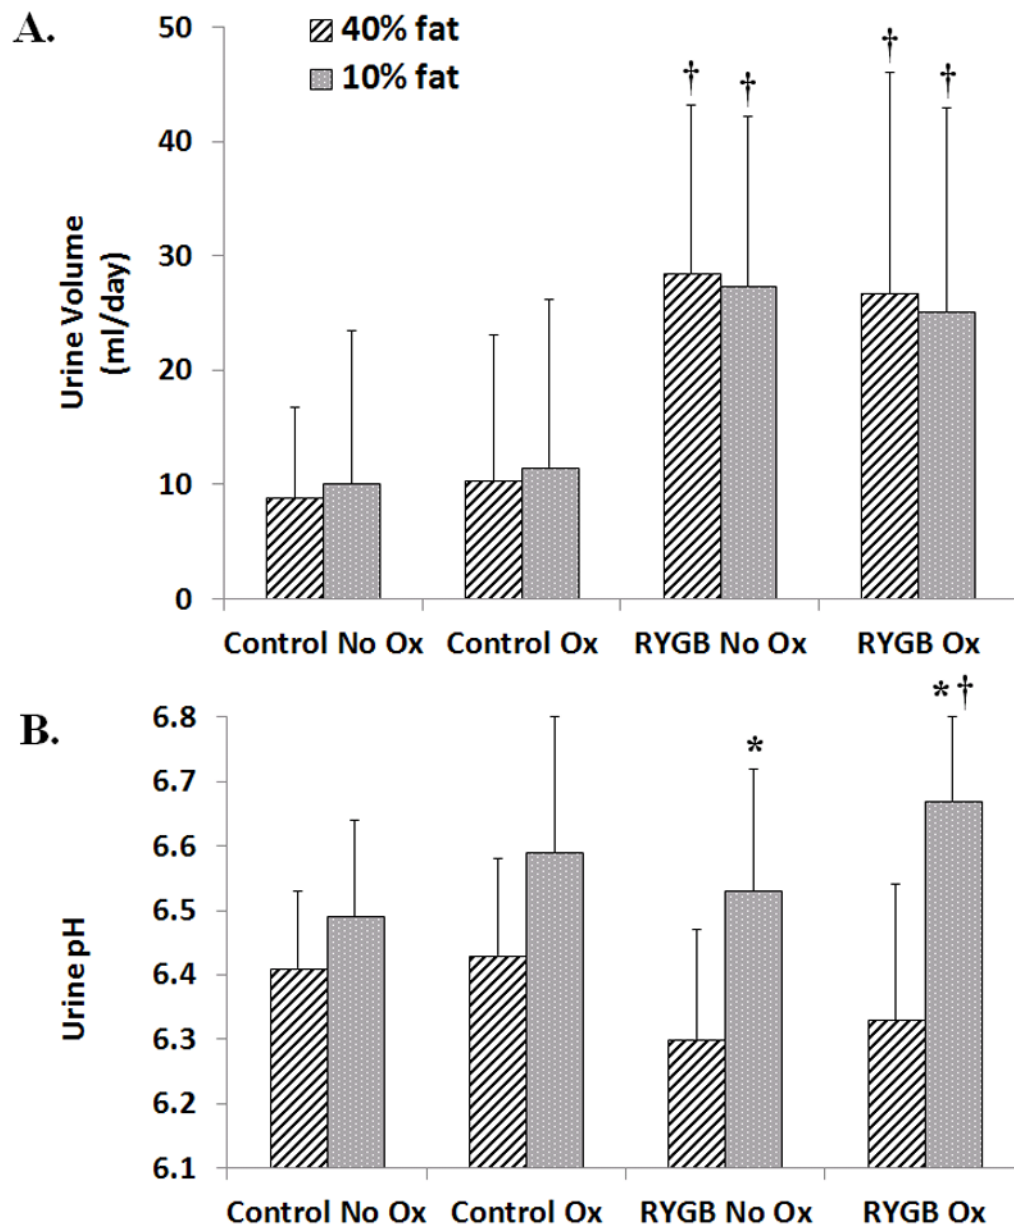 A.
40% fat
10% fat
Urine Volume
(ml/day)
50
40
30
20
10
0
† † † †
Control No Ox Control Ox RYGB No Ox RYGB Ox
B.
Urine pH
6.8
6.7
6.6
6.5
6.4
6.3
6.2
6.1
* *†
Control No Ox Control Ox RYGB No Ox RYGB Ox